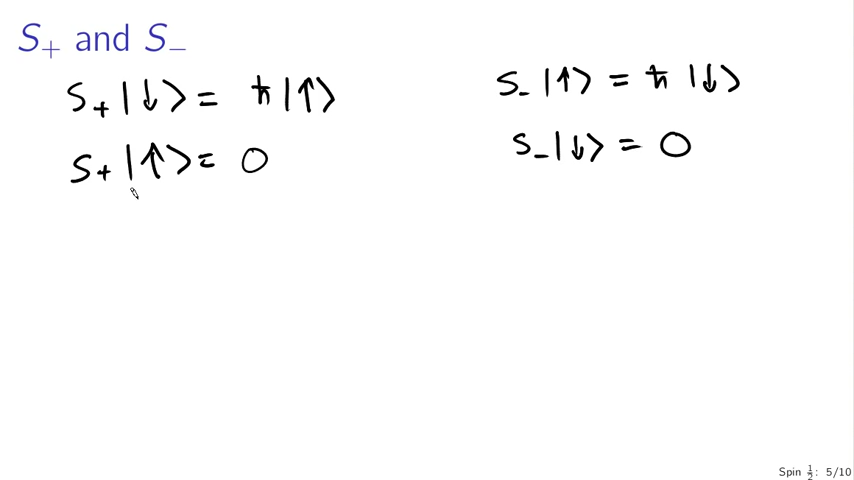 S₊ and S₋
S₊|↓⟩ = ħ|↑⟩
S₊|↑⟩ = 0
S₋|↑⟩ = ħ|↓⟩
S₋|↓⟩ = 0
Spin ½: 5/10